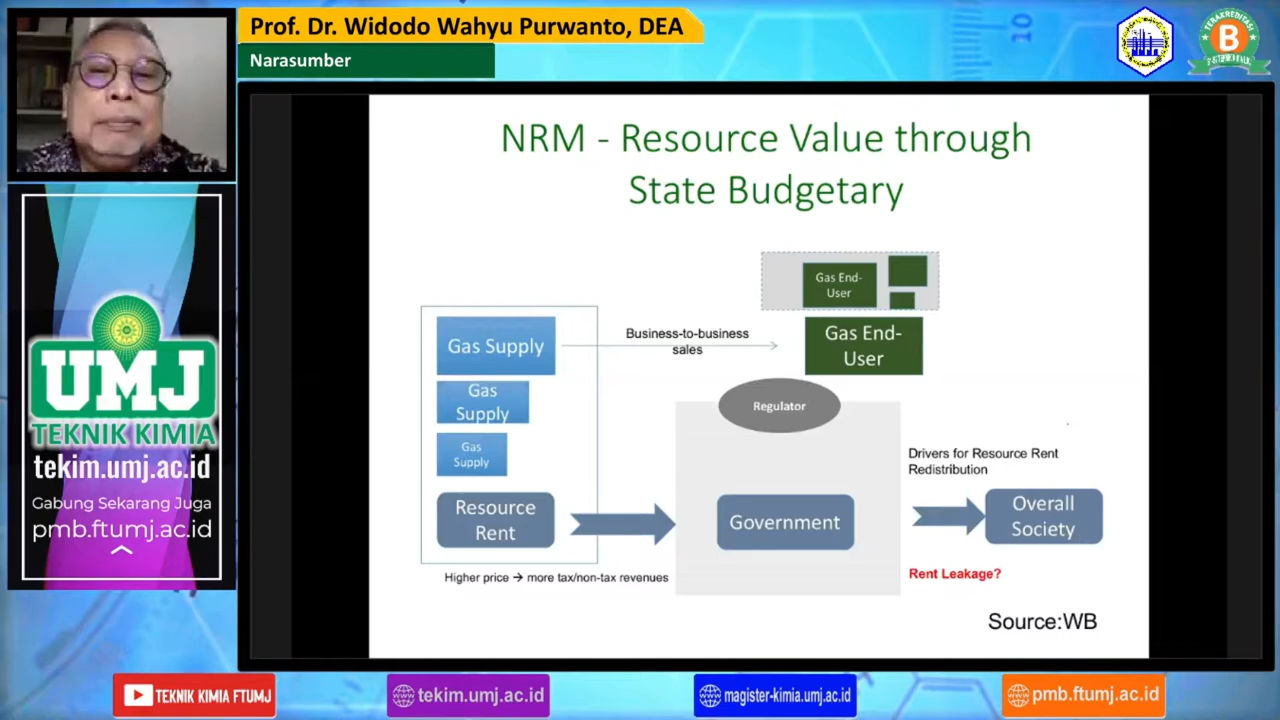 Prof. Dr. Widodo Wahyu Purwanto, DEA
Narasumber
TERAKREDITASI
B
UMJ
TEKNIK KIMIA
tekim.umj.ac.id
Gabung Sekarang Juga
pmb.ftumj.ac.id
NRM - Resource Value through
State Budgetary
Gas End-
User
Gas Supply
Business-to-business
sales
Gas End-
User
Gas
Supply
Regulator
Gas
Supply
Drivers for Resource Rent
Redistribution
Resource
Rent
Government
Overall
Society
Higher price → more tax/non-tax revenues
Rent Leakage?
Source:WB
TEKNIK KIMIA FTUMJ
tekim.umj.ac.id
magister-kimia.umj.ac.id
pmb.ftumj.ac.id